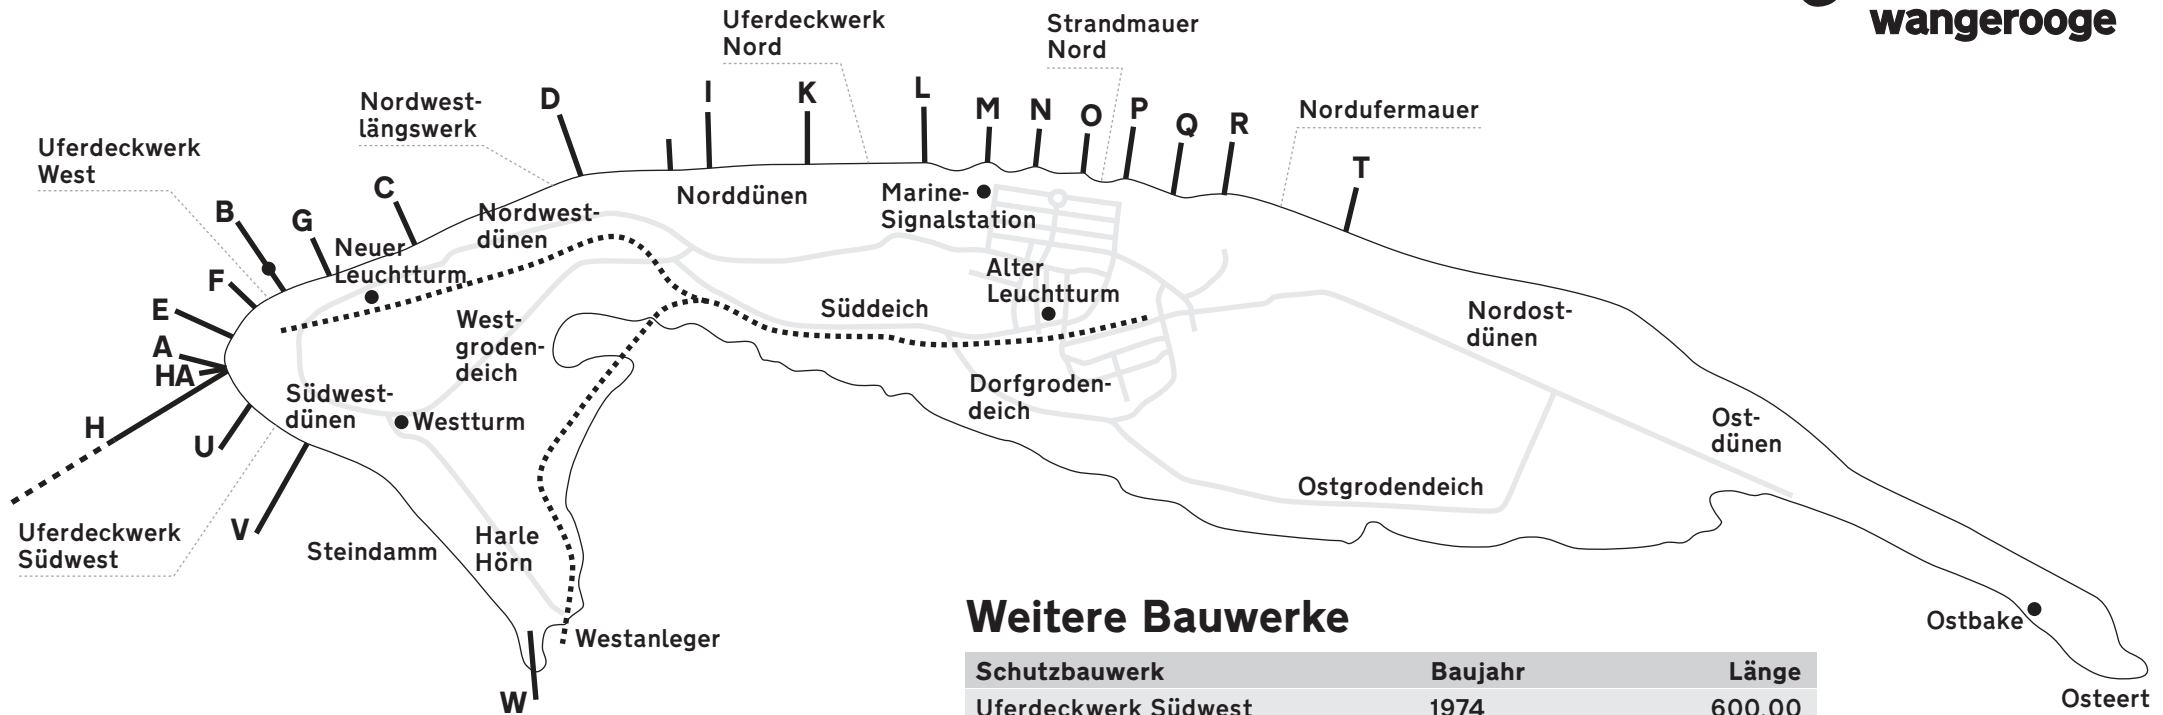 wangerooge
Uferdeckwerk
Nord
Strandmauer
Nord
Nordwest-
längswerk
Nordufermauer
Uferdeckwerk
West
D
I
K
L
M
N
O
P
Q
R
T
C
B
G
F
E
A
HA
H
U
V
W
Neuer
Leuchtturm
Nordwest-
dünen
Norddünen
Marine-
Signalstation
Alter
Leuchtturm
Süddeich
West-
groden-
deich
Südwest-
dünen
Westturm
Dorfgroden-
deich
Nordost-
dünen
Ost-
dünen
Ostgrodendeich
Uferdeckwerk
Südwest
Steindamm
Harle
Hörn
Westanleger
Ostbake
Osteert
Weitere Bauwerke
Schutzbauwerk Baujahr Länge
Uferdeckwerk Südwest 1974 600,00